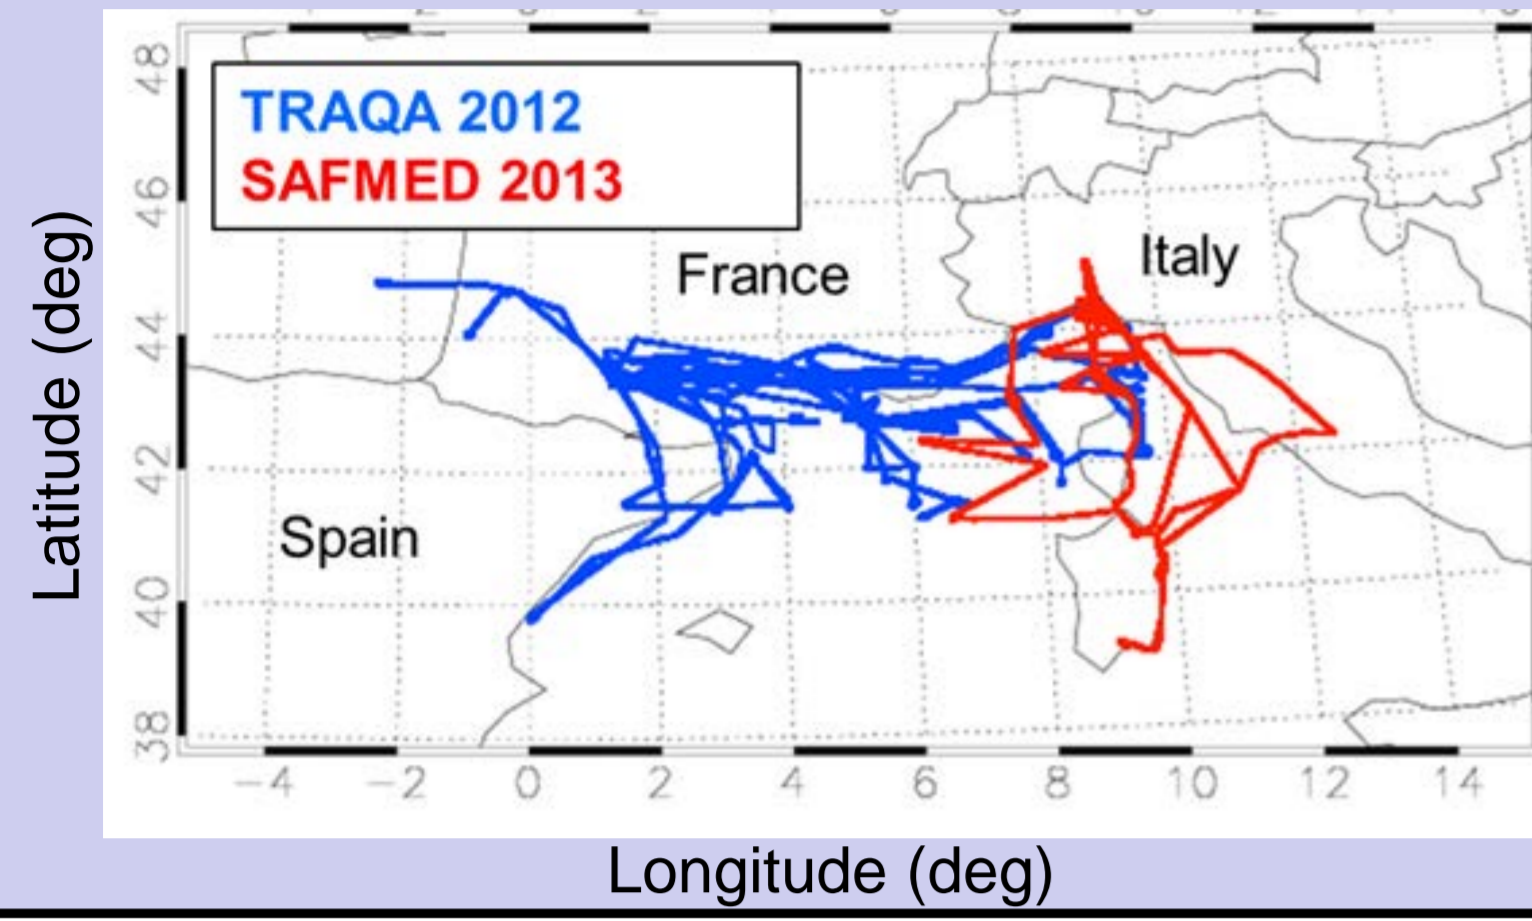 48
TRAQA 2012
SAFMED 2013
46
France
Italy
44
42
Spain
40
38
−4 −2 0 2 4 6 8 10 12 14
Latitude (deg)
Longitude (deg)